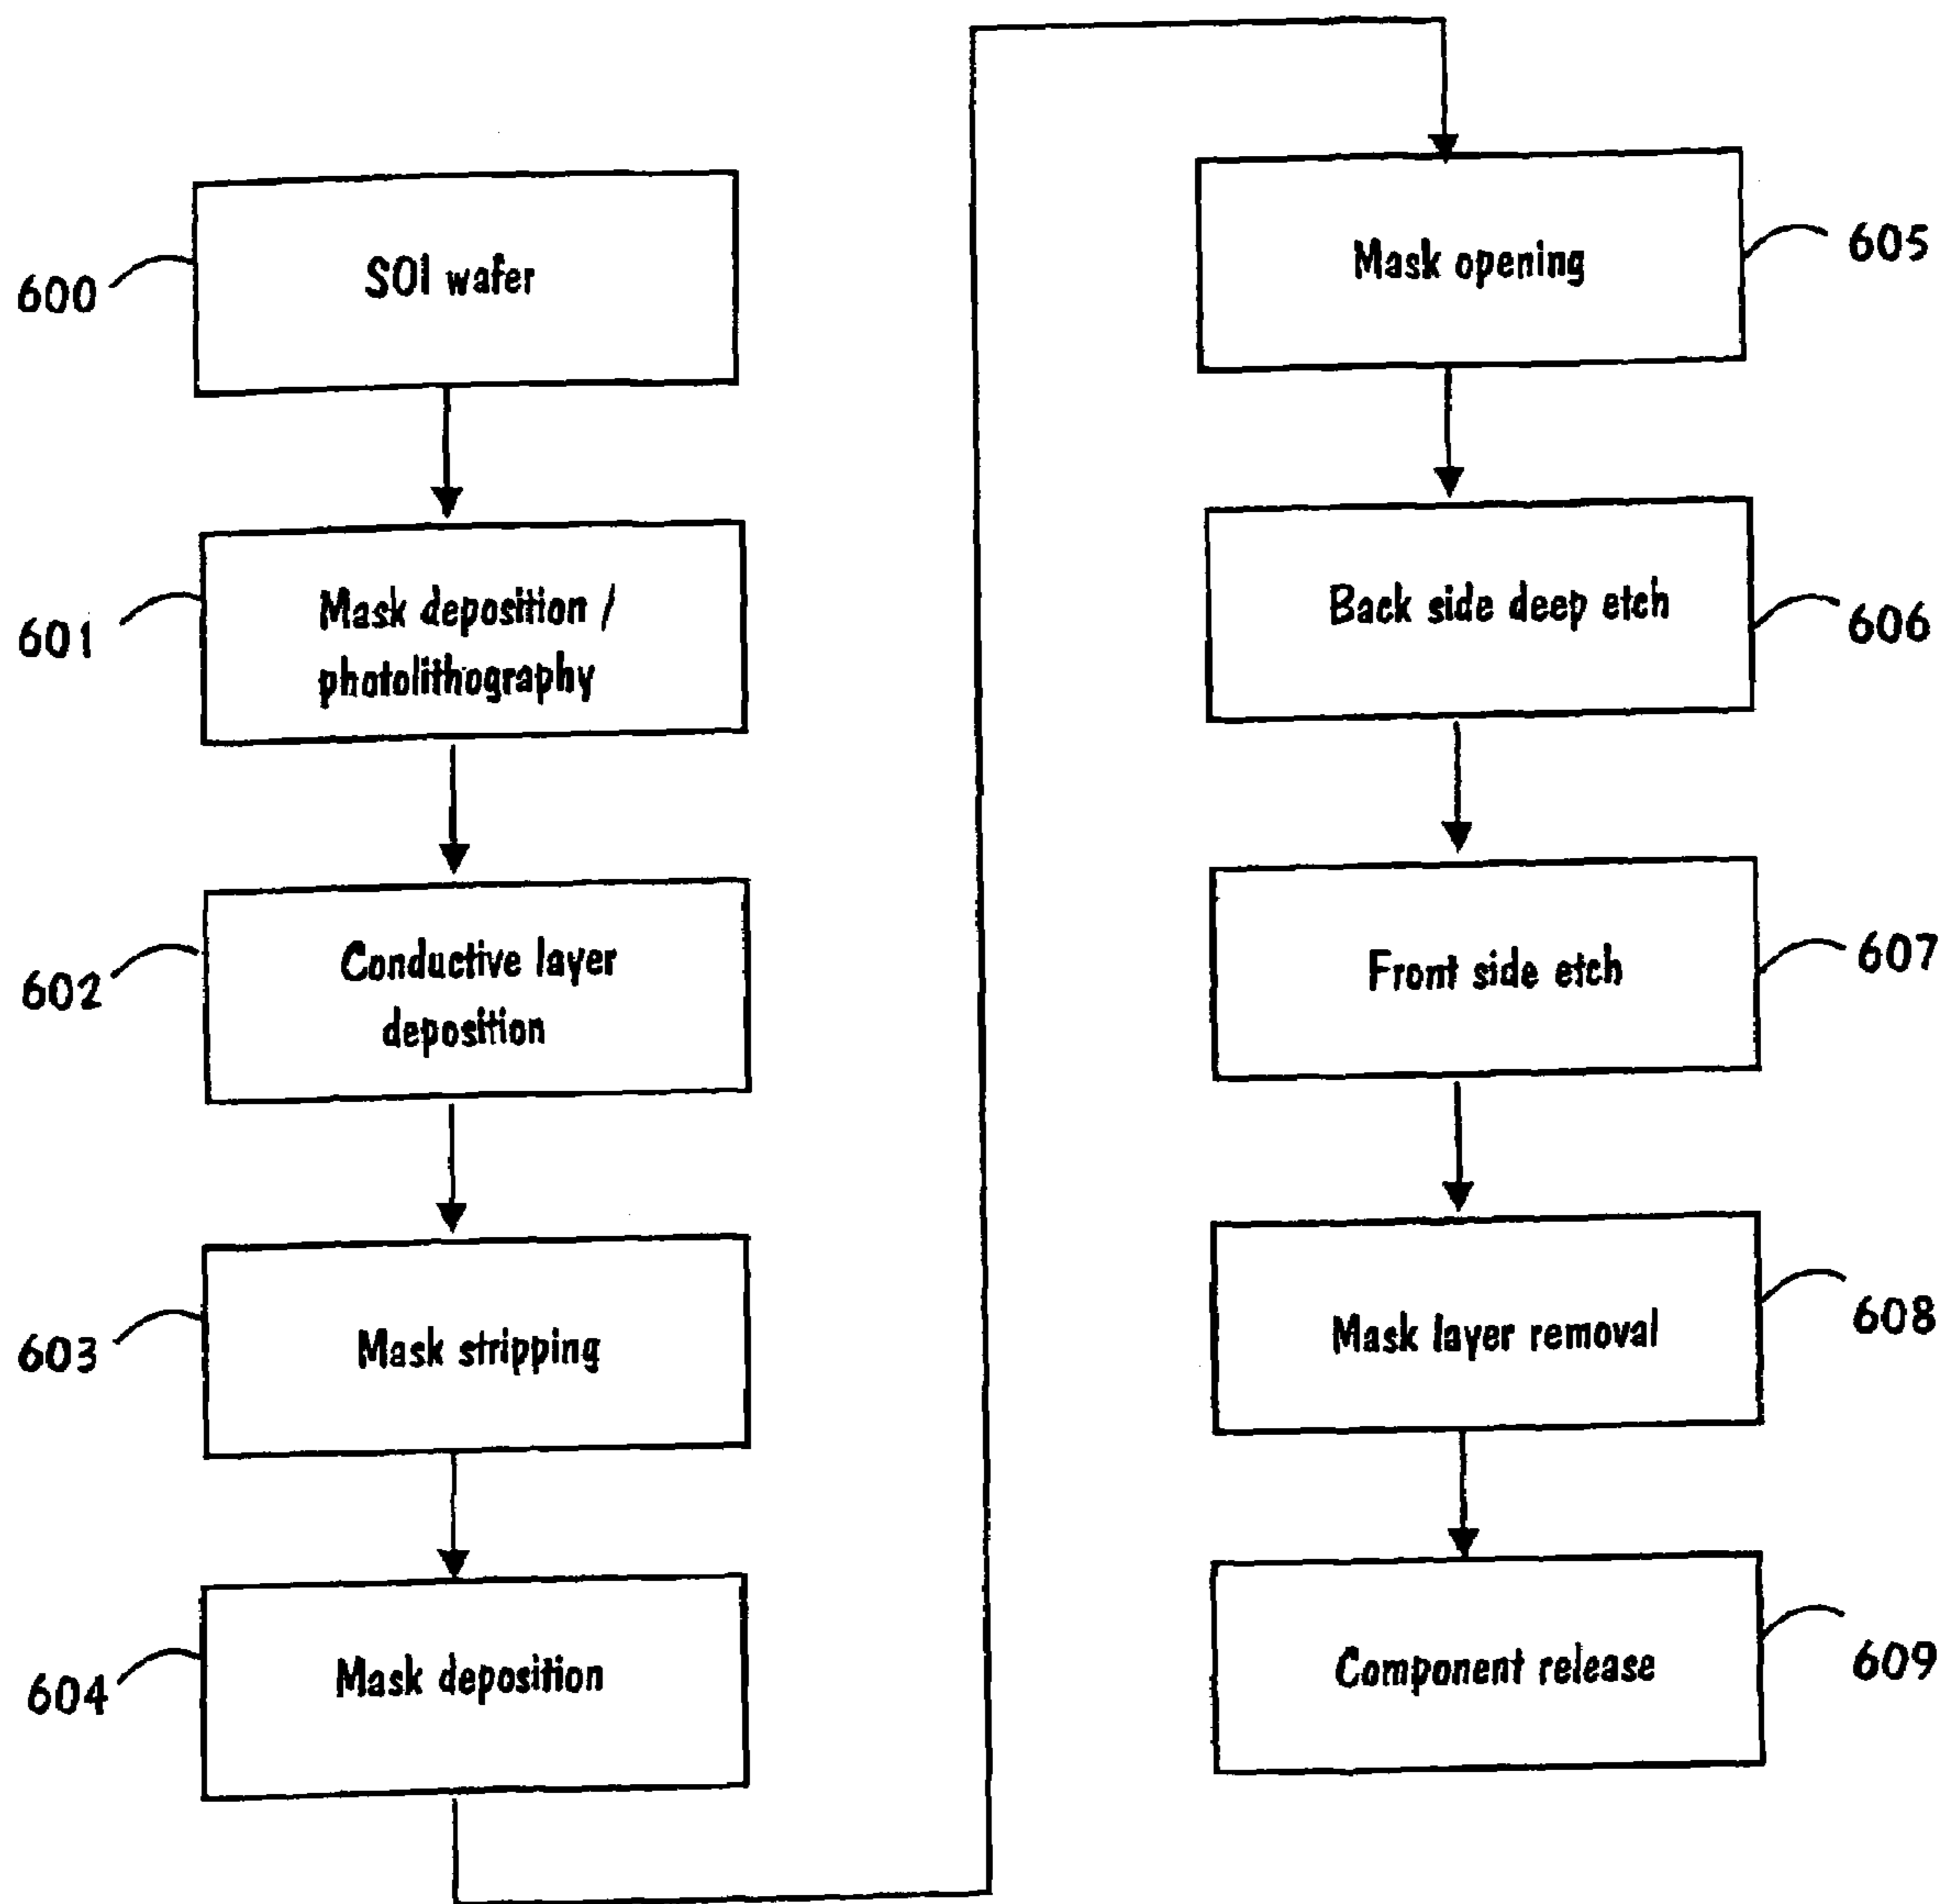 600
SOI wafer
601
Mask deposition /
photolithography
602
Conductive layer
deposition
603
Mask stripping
604
Mask deposition
605
Mask opening
606
Back side deep etch
607
Front side etch
608
Mask layer removal
609
Component release